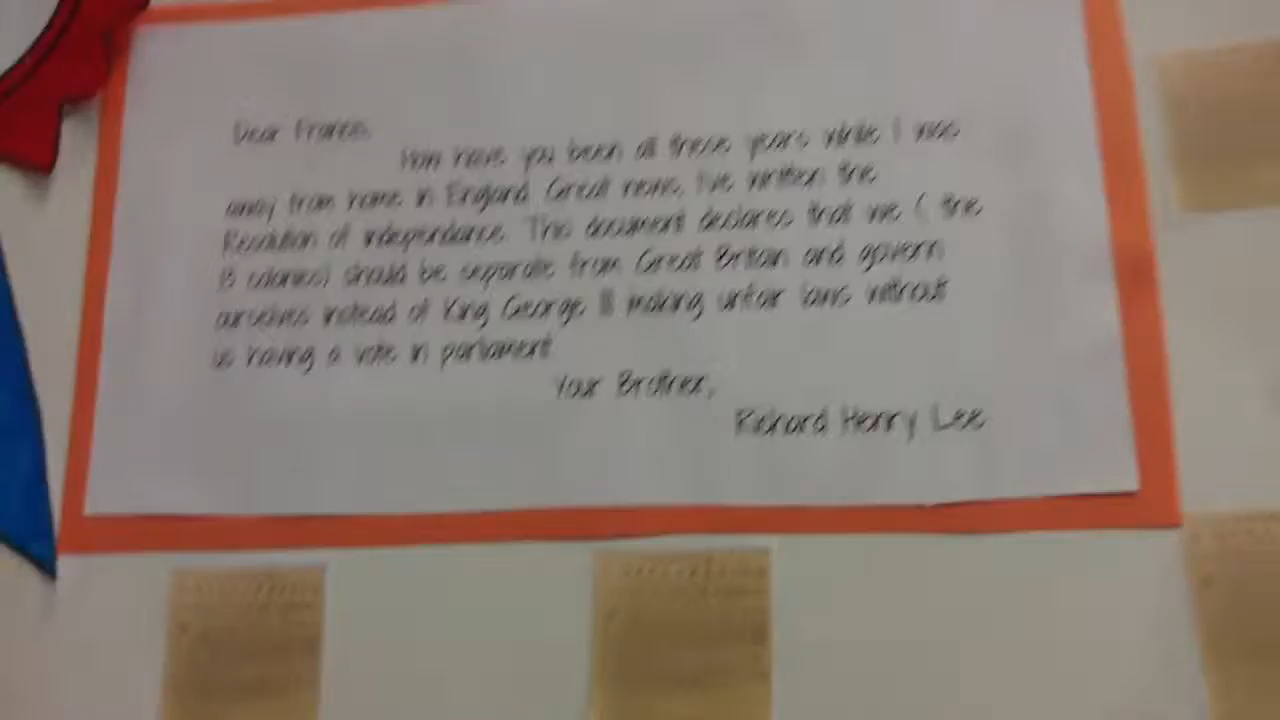 Dear Francis,
How have you been all these years while I was
away from home in England. Great news, I've written the
Resolution of independance. This document declares that we ( the
13 colonies) should be separate from Great Britain and govern
ourselves instead of King George III making unfair laws without
us having a vote in parliament
Your Brother,
Richard Henry Lee